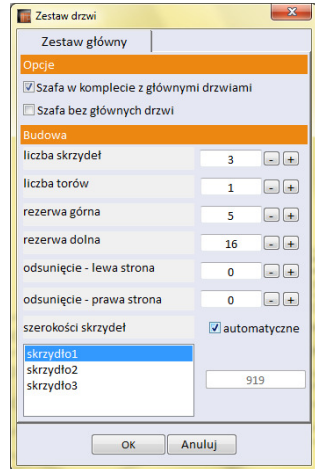 Zestaw drzwi
Zestaw główny
Opcje
Szafa w komplecie z głównymi drzwiami
Szafa bez głównych drzwi
Budowa
liczba skrzydeł 3 - +
liczba torów 1 - +
rezerwa górna 5 - +
rezerwa dolna 16 - +
odsunięcie - lewa strona 0 - +
odsunięcie - prawa strona 0 - +
szerokości skrzydeł automatyczne
skrzydło1
skrzydło2
skrzydło3
919
OK Anuluj